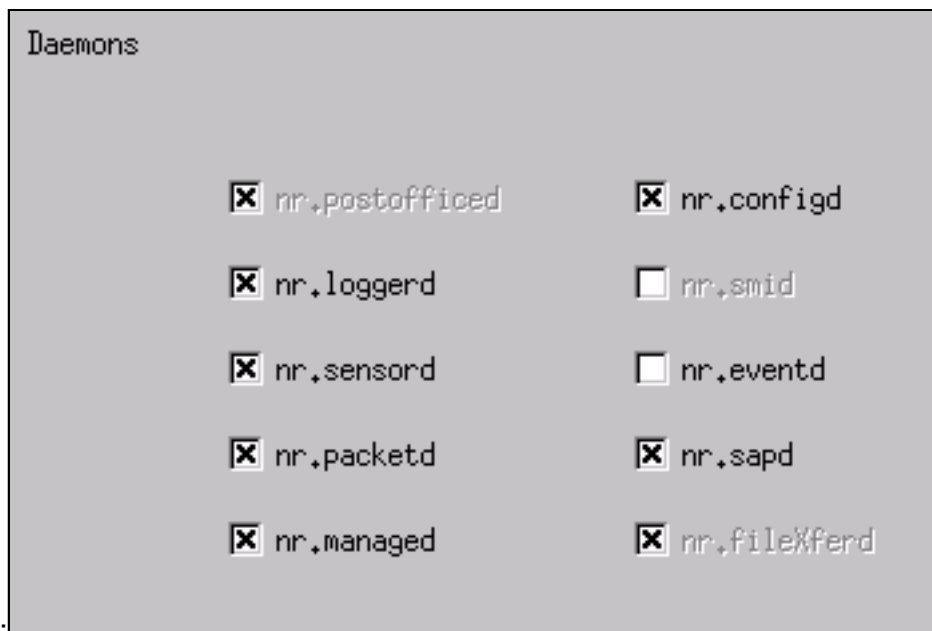 Daemons
nr.postofficed nr.configd
nr.loggerd nr.smid
nr.sensord nr.eventd
nr.packetd nr.sapd
nr.managed nr.fileXferd
.